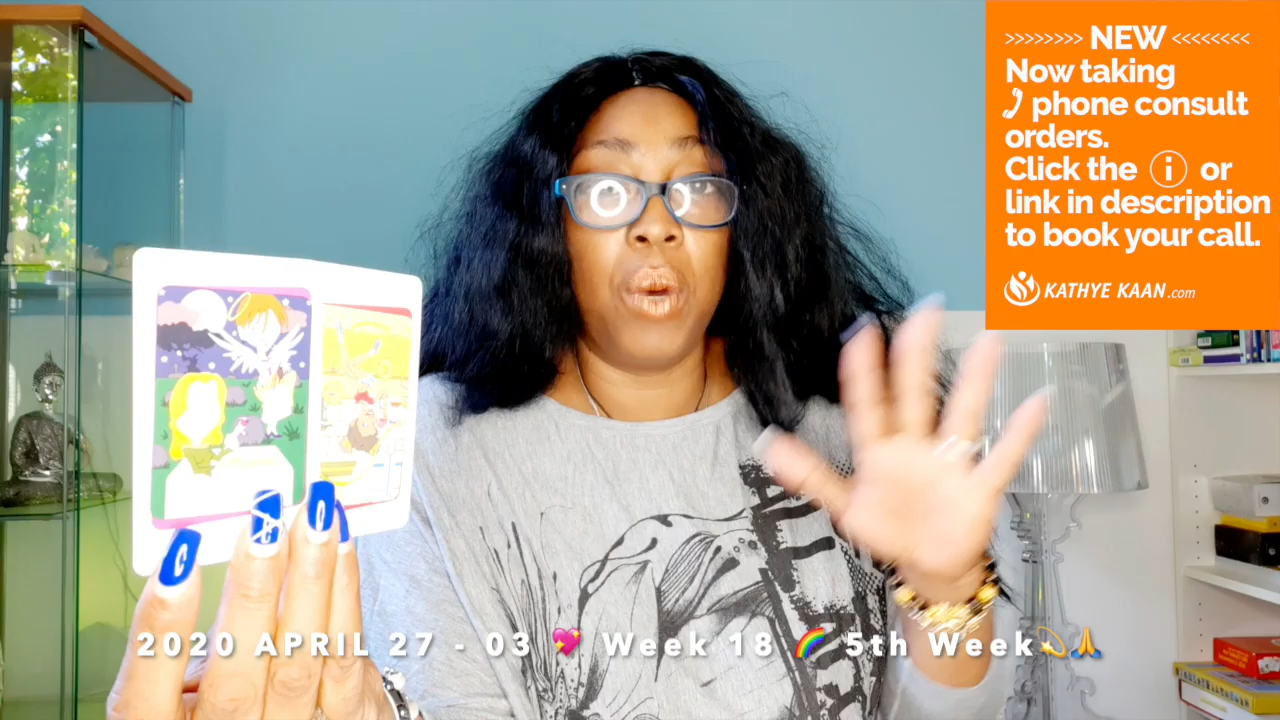 >>>>>>>> NEW <<<<<<<<
Now taking
phone consult
orders.
Click the ⓘ or
link in description
to book your call.
KATHYE KAAN.com
2020 APRIL 27 - 03 💖 Week 18 🌈 5th Week💫🙏